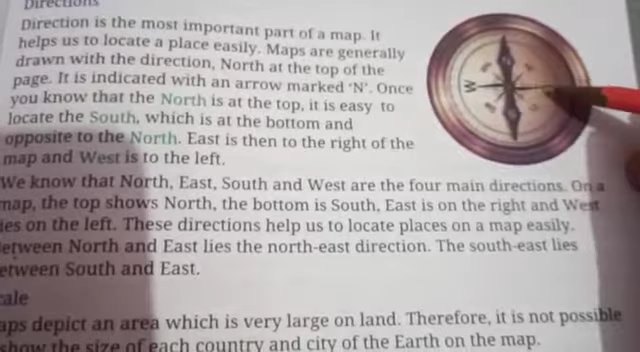 Directions
Direction is the most important part of a map. It
helps us to locate a place easily. Maps are generally
drawn with the direction, North at the top of the
page. It is indicated with an arrow marked ‘N’. Once
you know that the North is at the top, it is easy to
locate the South, which is at the bottom and
opposite to the North. East is then to the right of the
map and West is to the left.
W
We know that North, East, South and West are the four main directions. On a
map, the top shows North, the bottom is South, East is on the right and West
ies on the left. These directions help us to locate places on a map easily.
etween North and East lies the north-east direction. The south-east lies
etween South and East.
cale
aps depict an area which is very large on land. Therefore, it is not possible
show the size of each country and city of the Earth on the map.